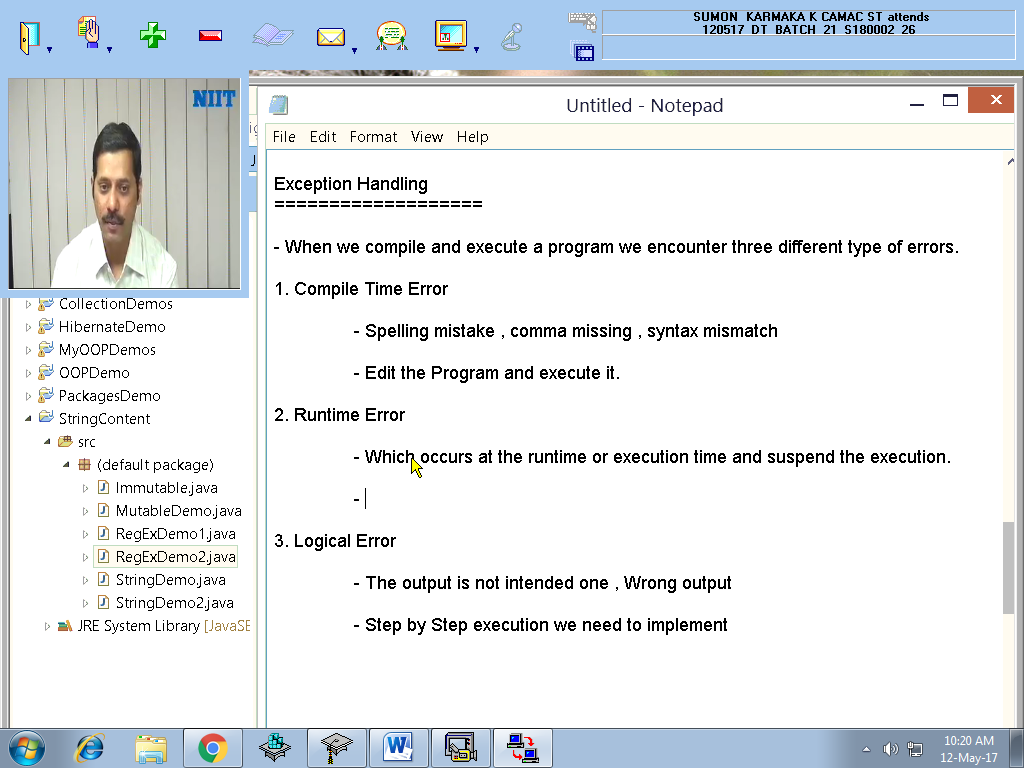 SUMON KARMAKA K CAMAC ST attends
120517 DT BATCH 21 S180002 26
NIIT
Untitled - Notepad
File Edit Format View Help
Exception Handling
===================
- When we compile and execute a program we encounter three different type of errors.
1. Compile Time Error
- Spelling mistake , comma missing , syntax mismatch
- Edit the Program and execute it.
2. Runtime Error
- Which occurs at the runtime or execution time and suspend the execution.
-
3. Logical Error
- The output is not intended one , Wrong output
- Step by Step execution we need to implement
CollectionDemos
HibernateDemo
MyOOPDemos
OOPDemo
PackagesDemo
StringContent
src
(default package)
Immutable.java
MutableDemo.java
RegExDemo1.java
RegExDemo2.java
StringDemo.java
StringDemo2.java
JRE System Library [JavaSE
10:20 AM
12-May-17